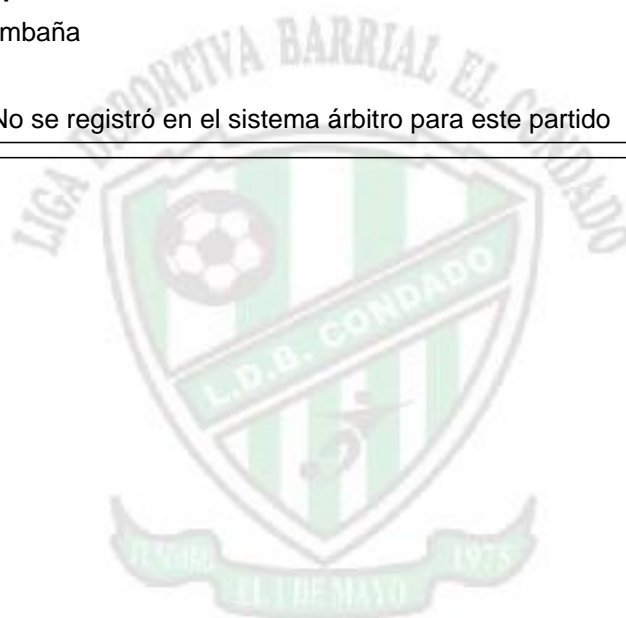 mbaña
LIGA DEPORTIVA BARRIAL EL CONDADO
No se registró en el sistema árbitro para este partido
L.D.B. CONDADO
1975
EL 1 DE MAYO